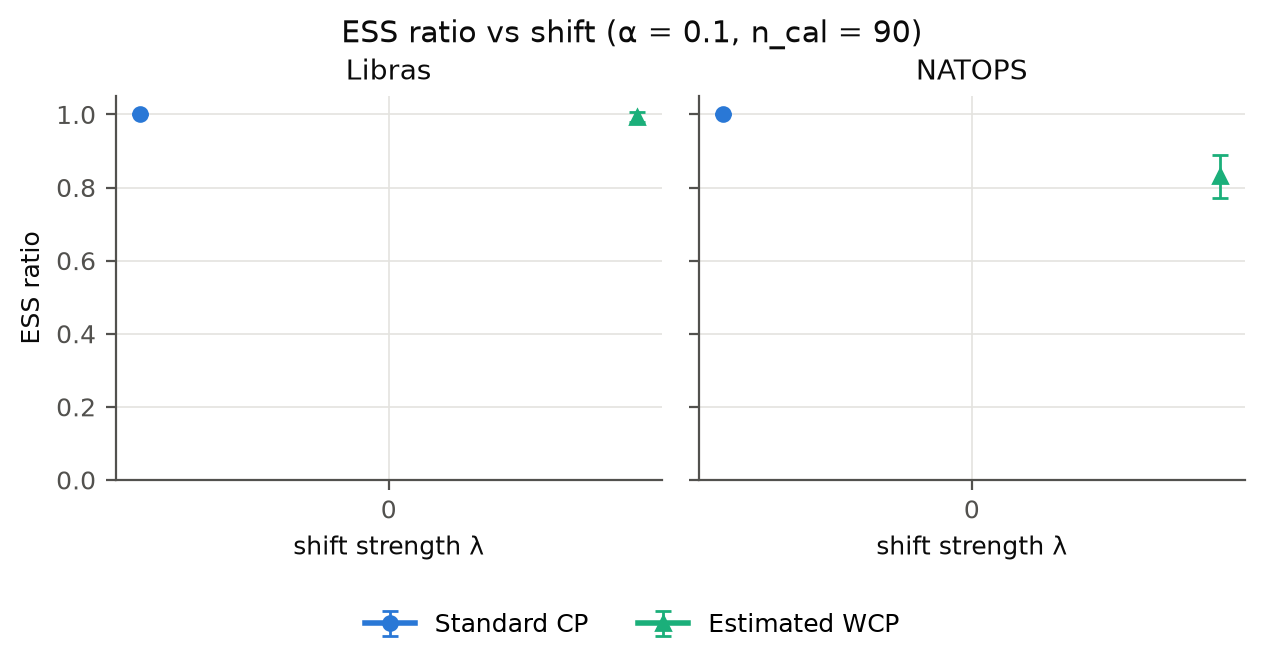 ESS ratio vs shift (α = 0.1, n_cal = 90)
Libras
NATOPS
ESS ratio
1.0
0.8
0.6
0.4
0.2
0.0
0
0
shift strength λ
shift strength λ
Standard CP
Estimated WCP